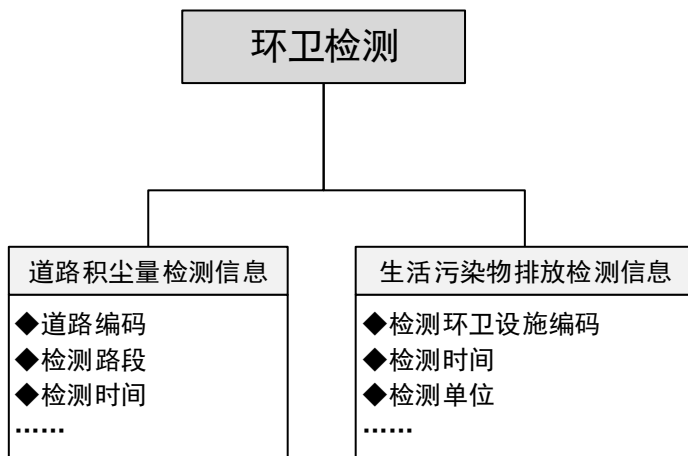 环卫检测
道路积尘量检测信息
◆道路编码
◆检测路段
◆检测时间
……
生活污染物排放检测信息
◆检测环卫设施编码
◆检测时间
◆检测单位
……